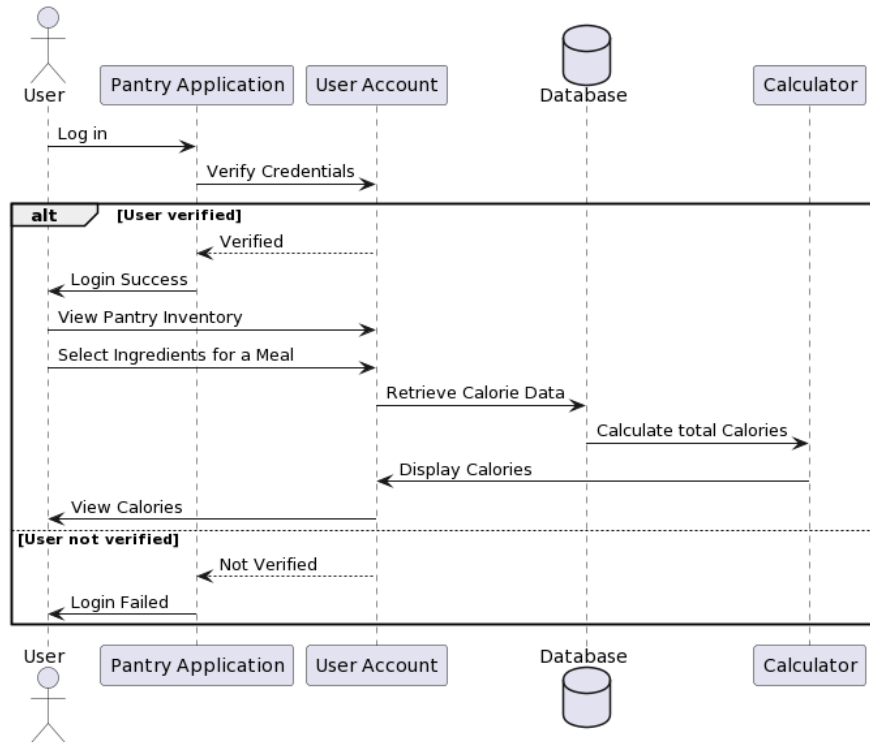 User
Pantry Application
User Account
Database
Calculator
Log in
Verify Credentials
alt
[User verified]
Verified
Login Success
View Pantry Inventory
Select Ingredients for a Meal
Retrieve Calorie Data
Calculate total Calories
Display Calories
View Calories
[User not verified]
Not Verified
Login Failed
User
Pantry Application
User Account
Database
Calculator